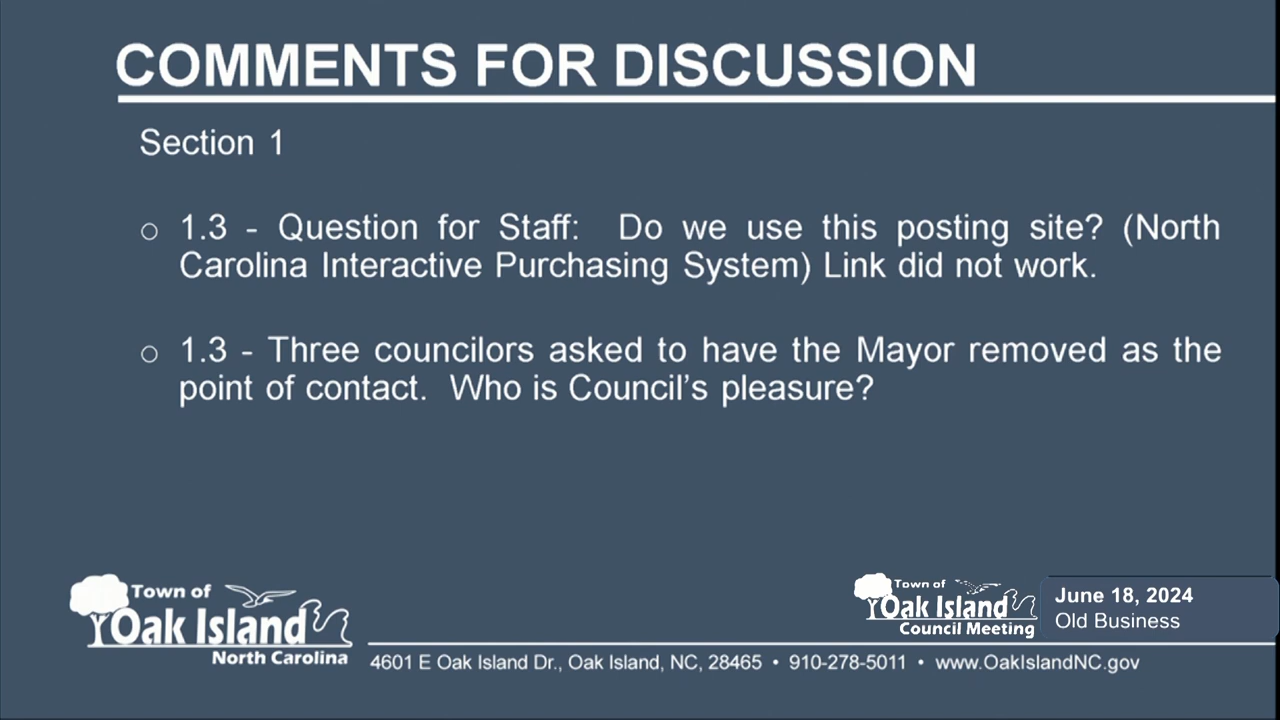 COMMENTS FOR DISCUSSION
Section 1
o 1.3 - Question for Staff: Do we use this posting site? (North
Carolina Interactive Purchasing System) Link did not work.
o 1.3 - Three councilors asked to have the Mayor removed as the
point of contact. Who is Council’s pleasure?
Town of
Oak Island
North Carolina
4601 E Oak Island Dr., Oak Island, NC, 28465 • 910-278-5011 • www.OakIslandNC.gov
Town of
Oak Island
Council Meeting
June 18, 2024
Old Business